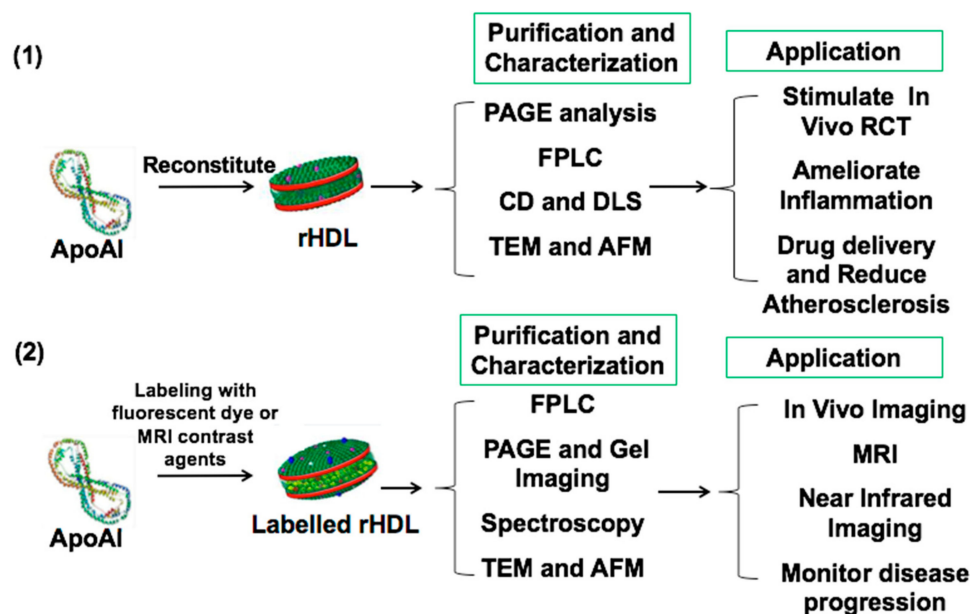 (1)
ApoAI
Reconstitute
rHDL
Purification and
Characterization
PAGE analysis
FPLC
CD and DLS
TEM and AFM
Application
Stimulate In
Vivo RCT
Ameliorate
Inflammation
Drug delivery
and Reduce
Atherosclerosis
(2)
ApoAI
Labeling with
fluorescent dye or
MRI contrast
agents
Labelled rHDL
Purification and
Characterization
FPLC
PAGE and Gel
Imaging
Spectroscopy
TEM and AFM
Application
In Vivo Imaging
MRI
Near Infrared
Imaging
Monitor disease
progression